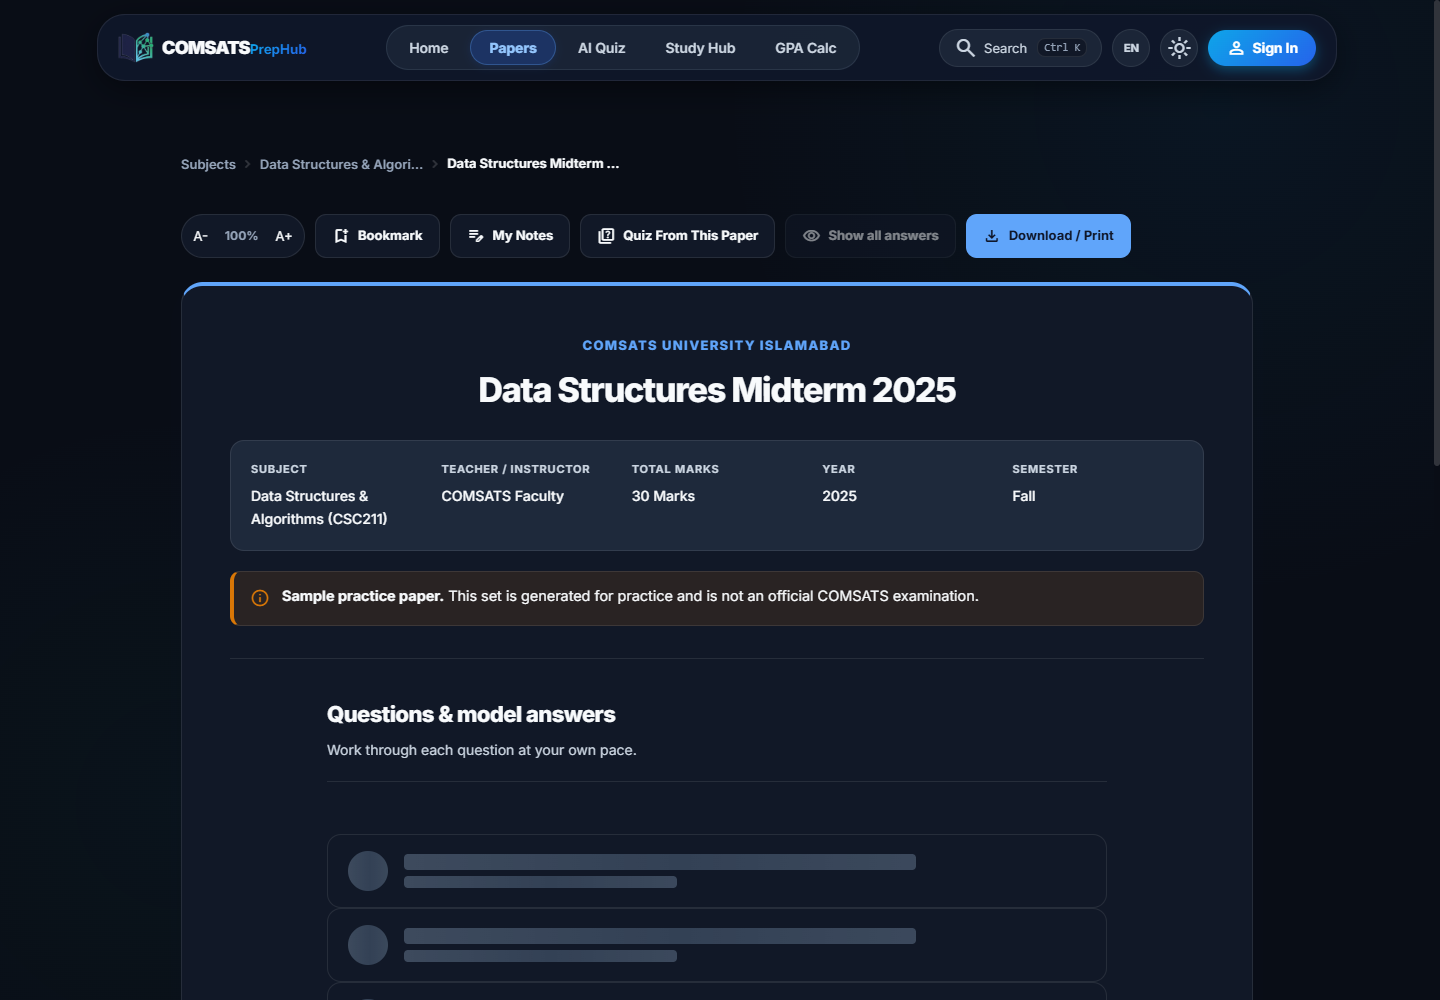 COMSATSPrepHub
Home
Papers
AI Quiz
Study Hub
GPA Calc
Search Ctrl K
EN
Sign In
Subjects > Data Structures & Algori... > Data Structures Midterm ...
A- 100% A+
Bookmark
My Notes
Quiz From This Paper
Show all answers
Download / Print
COMSATS UNIVERSITY ISLAMABAD
Data Structures Midterm 2025
SUBJECT
Data Structures &
Algorithms (CSC211)
TEACHER / INSTRUCTOR
COMSATS Faculty
TOTAL MARKS
30 Marks
YEAR
2025
SEMESTER
Fall
Sample practice paper. This set is generated for practice and is not an official COMSATS examination.
Questions & model answers
Work through each question at your own pace.